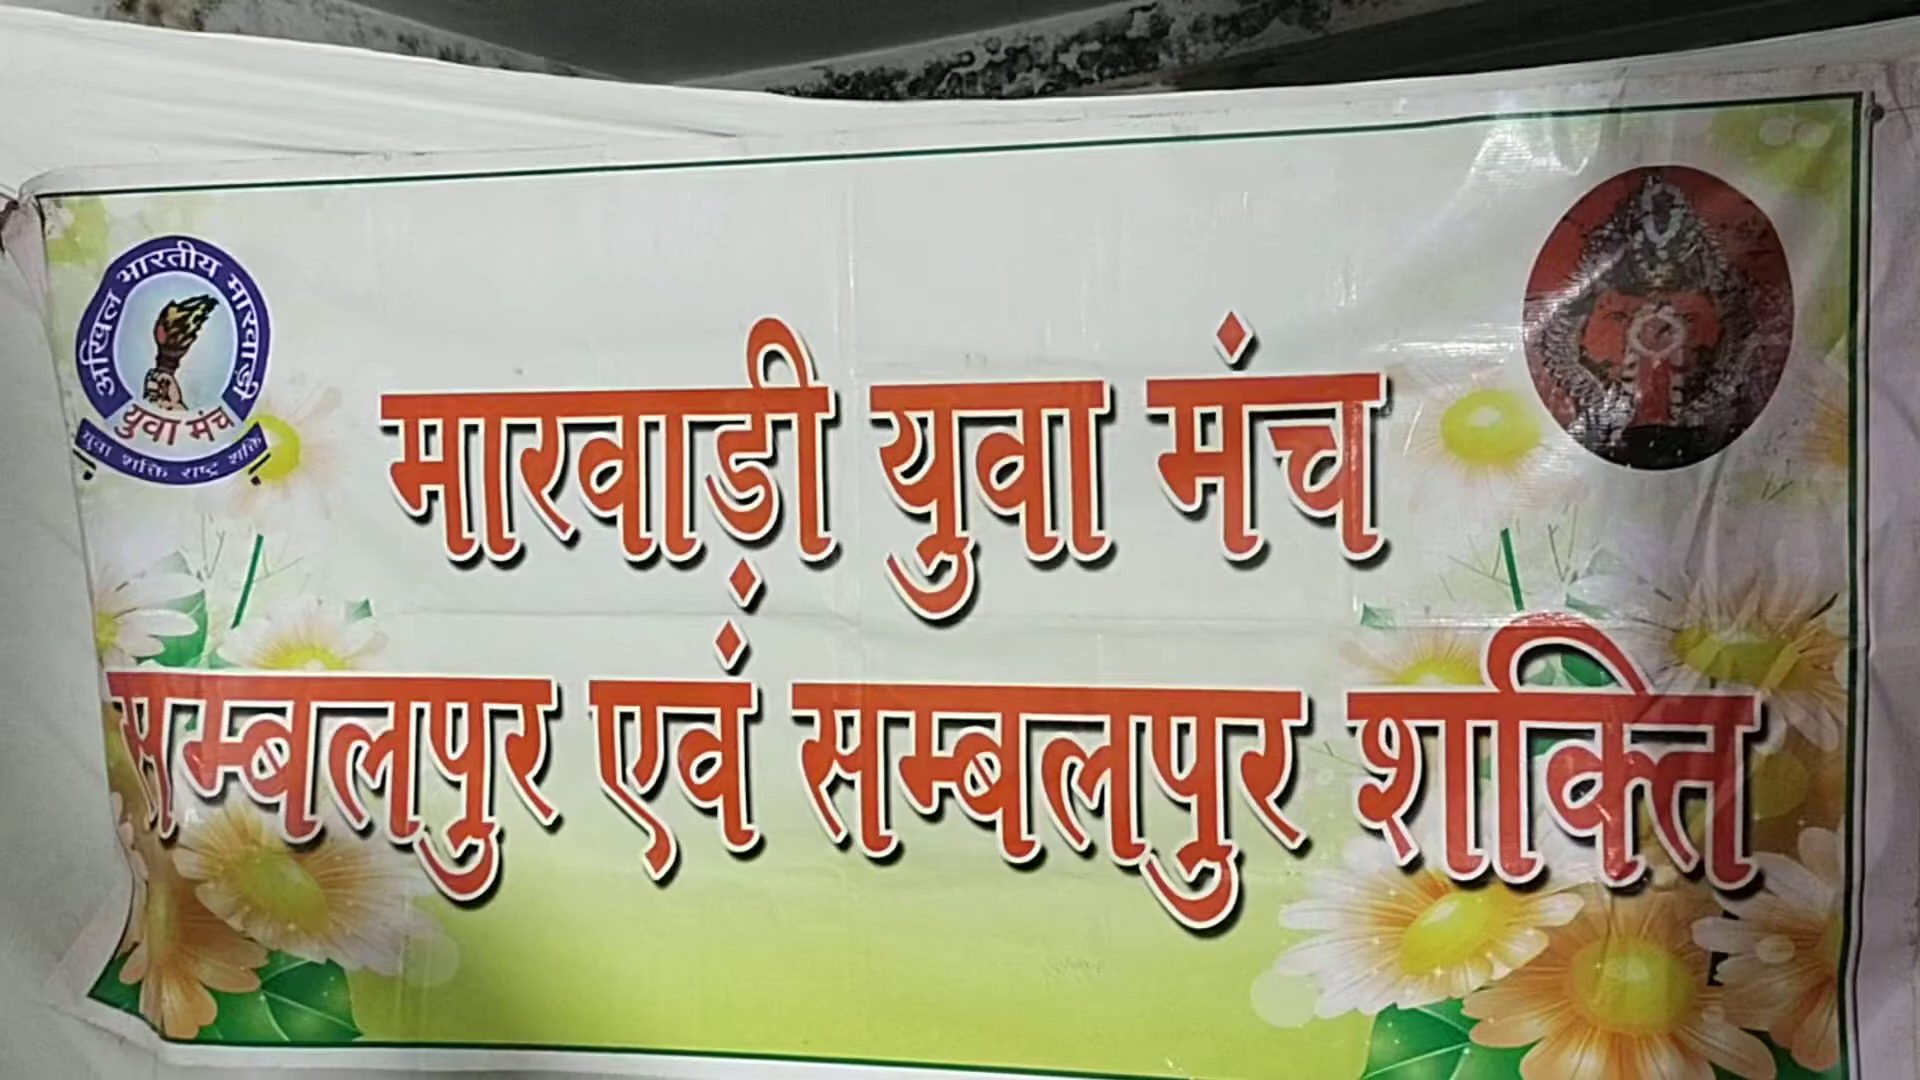 अखिल भारतीय मारवाड़ी
युवा मंच
युवा शक्ति राष्ट्र शक्ति
मारवाड़ी युवा मंच
सम्बलपुर एवं सम्बलपुर शक्ति